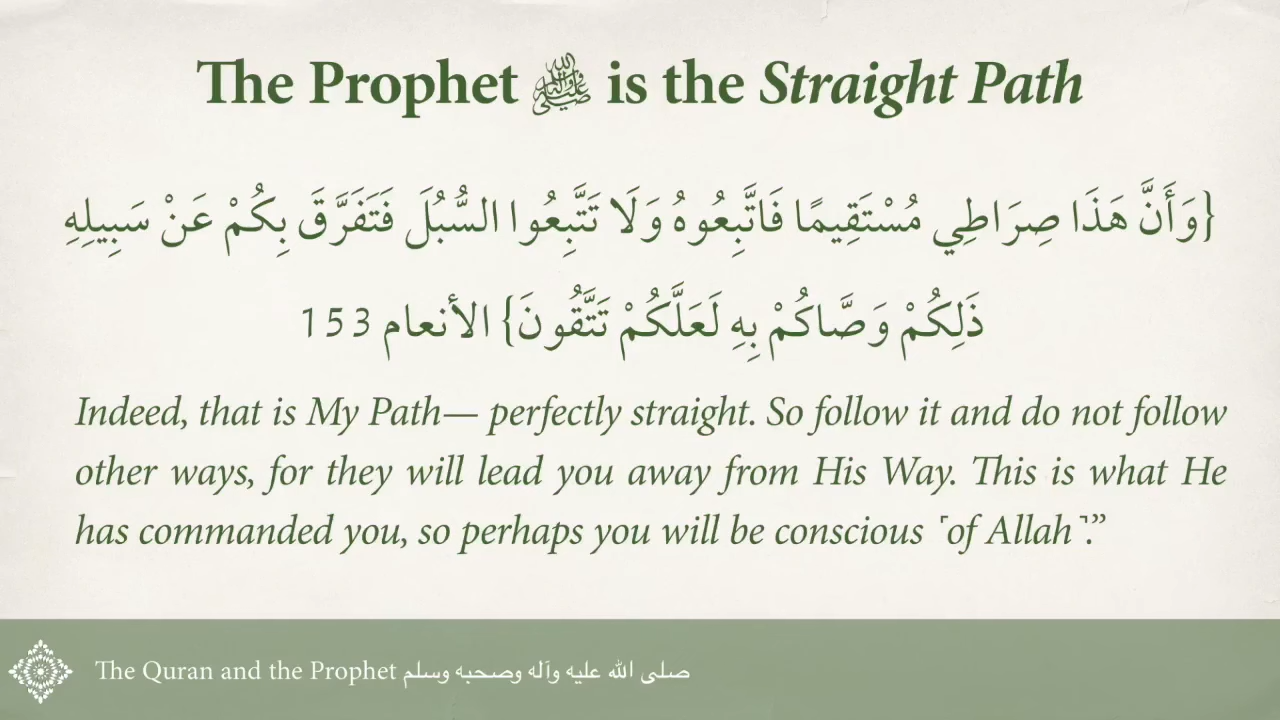 The Prophet ﷺ is the Straight Path
{وَأَنَّ هَذَا صِرَاطِي مُسْتَقِيمًا فَاتَّبِعُوهُ وَلَا تَتَّبِعُوا السُّبُلَ فَتَفَرَّقَ بِكُمْ عَنْ سَبِيلِهِ
ذَلِكُمْ وَصَّاكُمْ بِهِ لَعَلَّكُمْ تَتَّقُونَ} الأنعام 153
Indeed, that is My Path— perfectly straight. So follow it and do not follow
other ways, for they will lead you away from His Way. This is what He
has commanded you, so perhaps you will be conscious ˹of Allah˺.”
The Quran and the Prophet صلى الله عليه وآله وصحبه وسلم